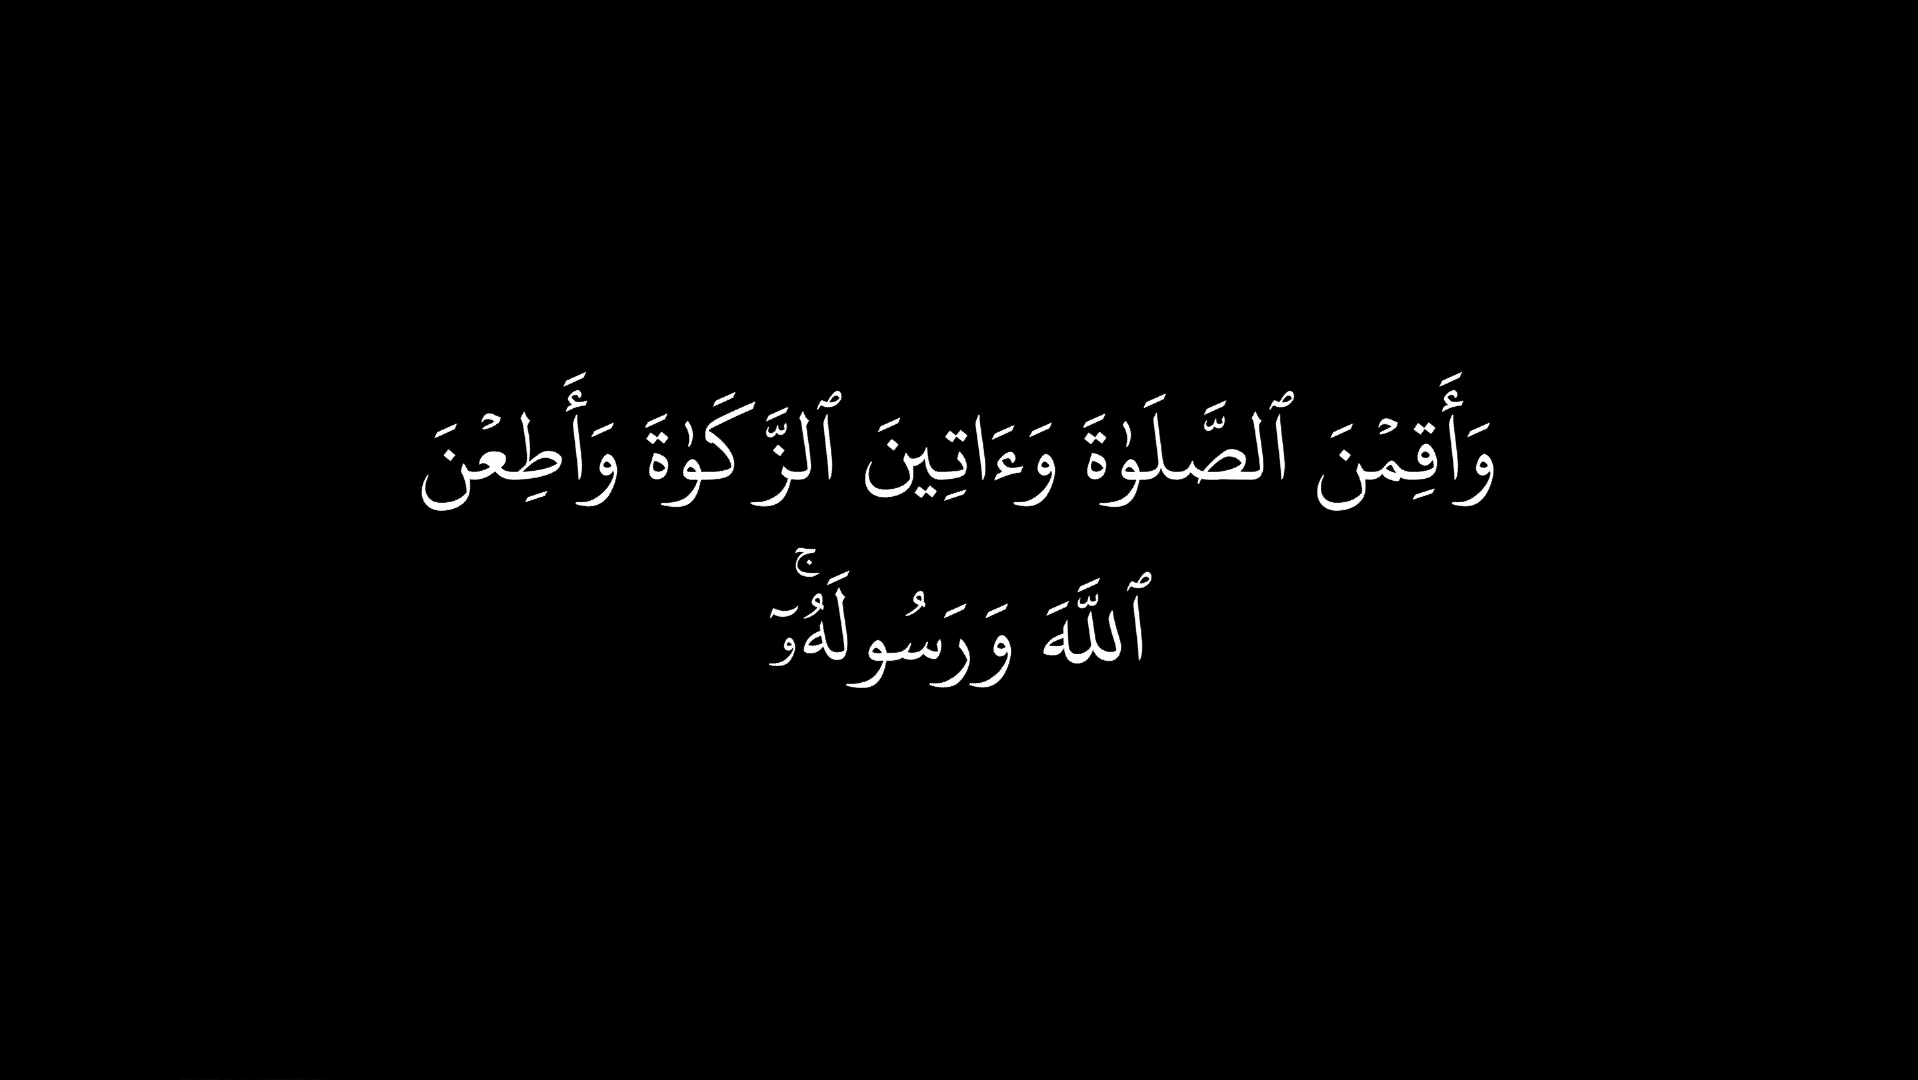 وَأَقِمۡنَ ٱلصَّلَوٰةَ وَءَاتِينَ ٱلزَّكَوٰةَ وَأَطِعۡنَ
ٱللَّهَ وَرَسُولَهُۥٓۚ